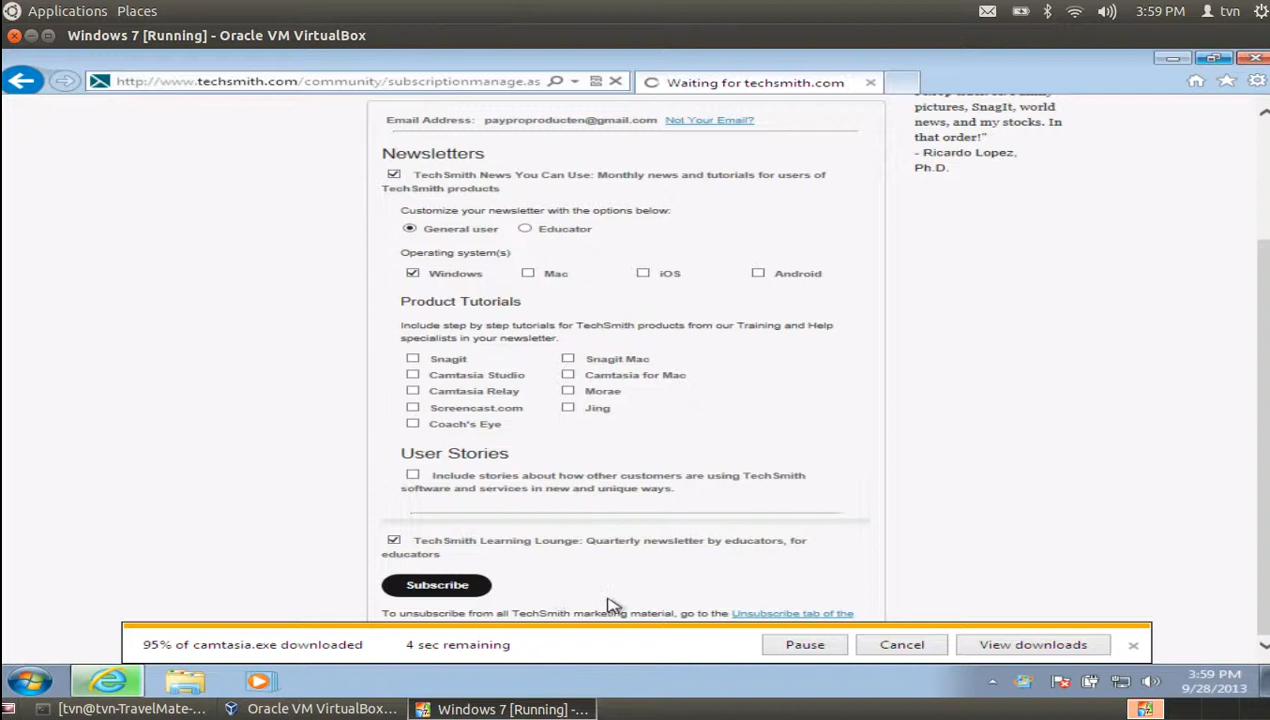 Applications Places 3:59 PM tvn
Windows 7 [Running] - Oracle VM VirtualBox
http://www.techsmith.com/community/subscriptionmanage.as Waiting for techsmith.com
pictures, SnagIt, world
news, and my stocks. In
that order!"
- Ricardo Lopez,
Ph.D.
Email Address: payproproducten@gmail.com Not Your Email?
Newsletters
TechSmith News You Can Use: Monthly news and tutorials for users of
TechSmith products
Customize your newsletter with the options below:
General user Educator
Operating system(s)
Windows Mac iOS Android
Product Tutorials
Include step by step tutorials for TechSmith products from our Training and Help
specialists in your newsletter.
Snagit Snagit Mac
Camtasia Studio Camtasia for Mac
Camtasia Relay Morae
Screencast.com Jing
Coach's Eye
User Stories
Include stories about how other customers are using TechSmith
software and services in new and unique ways.
TechSmith Learning Lounge: Quarterly newsletter by educators, for
educators
Subscribe
To unsubscribe from all TechSmith marketing material, go to the Unsubscribe tab of the
95% of camtasia.exe downloaded 4 sec remaining Pause Cancel View downloads
3:59 PM
9/28/2013
[tvn@tvn-TravelMate-... Oracle VM VirtualBox... Windows 7 [Running] -...